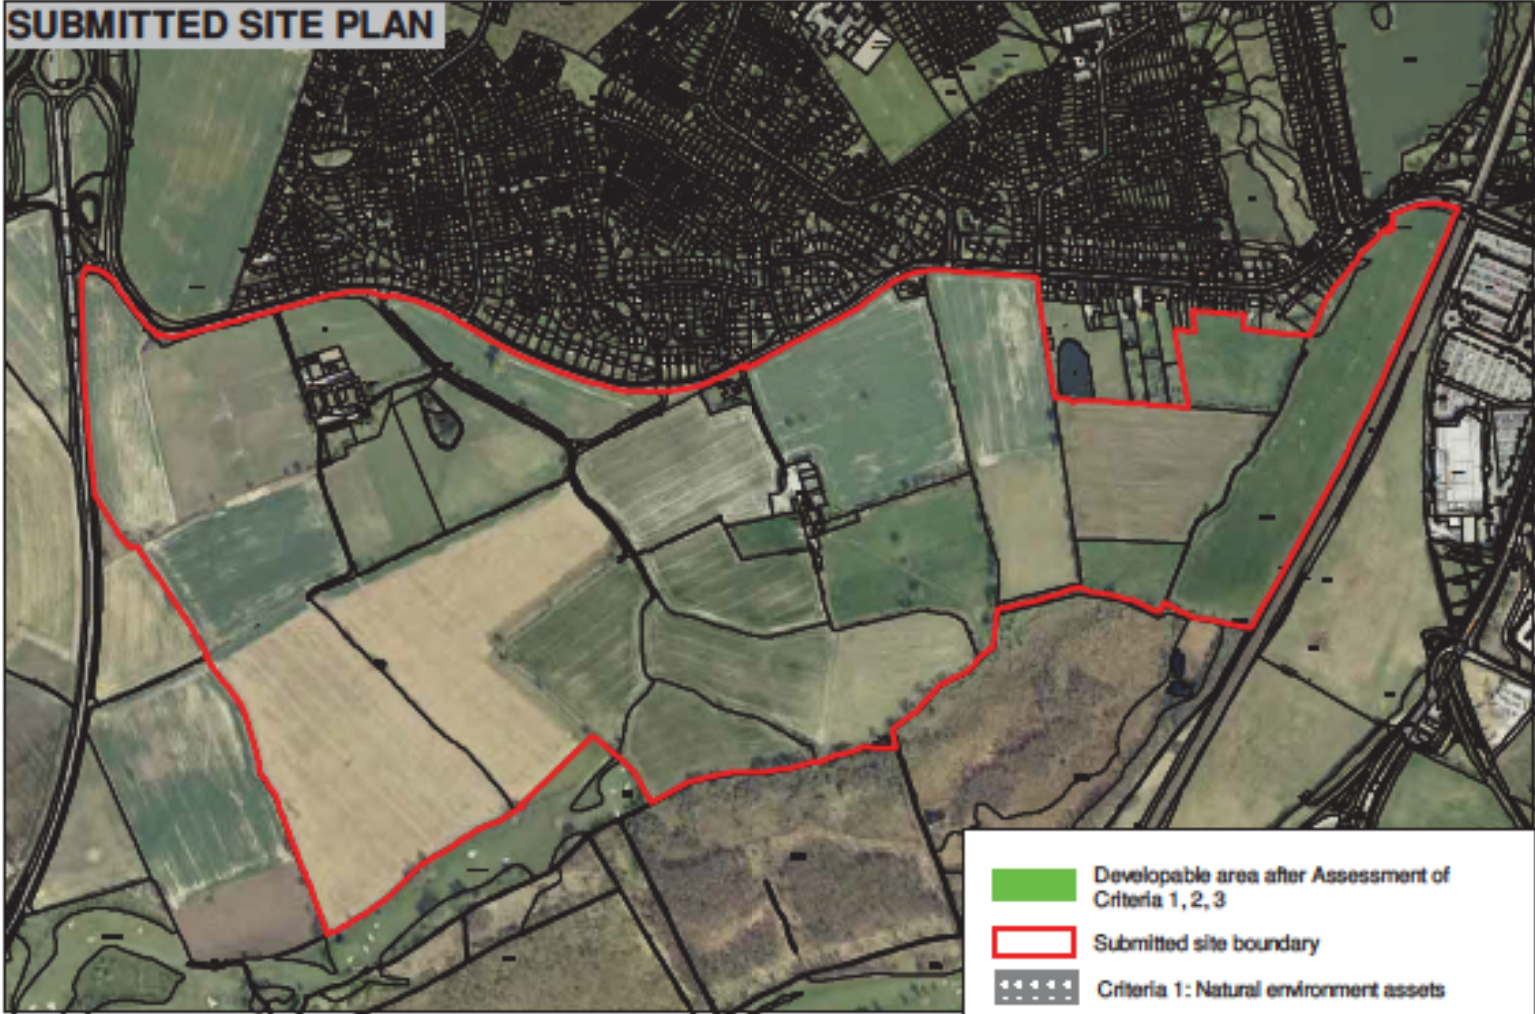 SUBMITTED SITE PLAN
Developable area after Assessment of
Criteria 1, 2, 3
Submitted site boundary
Criteria 1: Natural environment assets